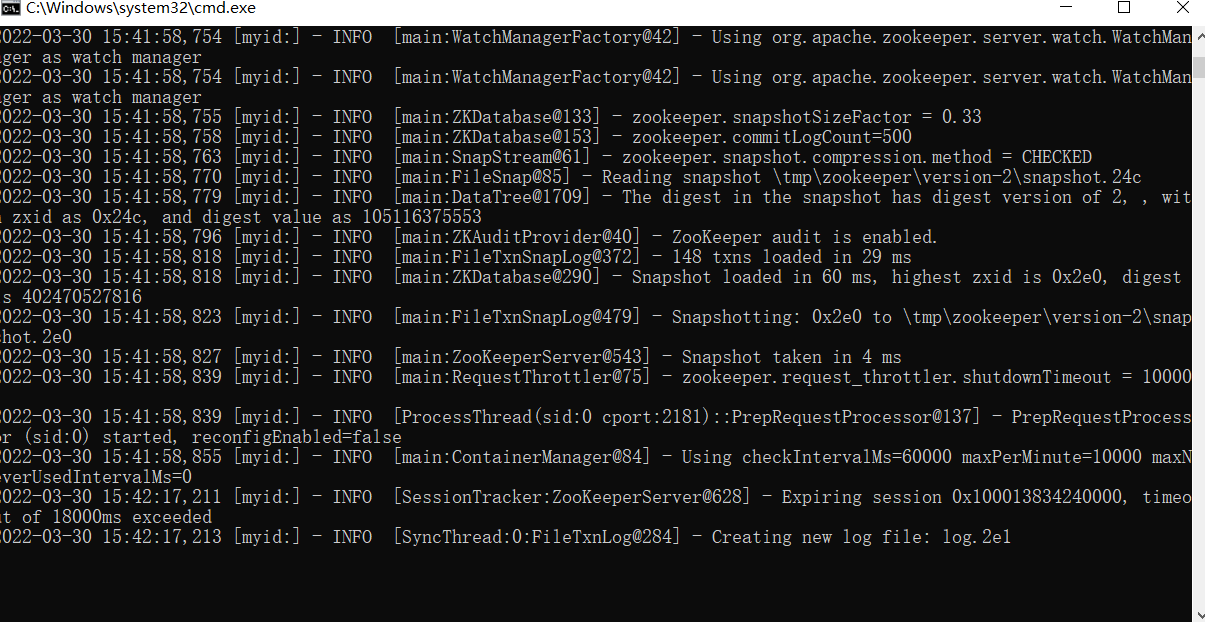 C:\Windows\system32\cmd.exe
2022-03-30 15:41:58,754 [myid:] - INFO  [main:WatchManagerFactory@42] - Using org.apache.zookeeper.server.watch.WatchMan
ager as watch manager
2022-03-30 15:41:58,754 [myid:] - INFO  [main:WatchManagerFactory@42] - Using org.apache.zookeeper.server.watch.WatchMan
ager as watch manager
2022-03-30 15:41:58,755 [myid:] - INFO  [main:ZKDatabase@133] - zookeeper.snapshotSizeFactor = 0.33
2022-03-30 15:41:58,758 [myid:] - INFO  [main:ZKDatabase@153] - zookeeper.commitLogCount=500
2022-03-30 15:41:58,763 [myid:] - INFO  [main:SnapStream@61] - zookeeper.snapshot.compression.method = CHECKED
2022-03-30 15:41:58,770 [myid:] - INFO  [main:FileSnap@85] - Reading snapshot \tmp\zookeeper\version-2\snapshot.24c
2022-03-30 15:41:58,779 [myid:] - INFO  [main:DataTree@1709] - The digest in the snapshot has digest version of 2, , wit
h zxid as 0x24c, and digest value as 105116375553
2022-03-30 15:41:58,796 [myid:] - INFO  [main:ZKAuditProvider@40] - ZooKeeper audit is enabled.
2022-03-30 15:41:58,818 [myid:] - INFO  [main:FileTxnSnapLog@372] - 148 txns loaded in 29 ms
2022-03-30 15:41:58,818 [myid:] - INFO  [main:ZKDatabase@290] - Snapshot loaded in 60 ms, highest zxid is 0x2e0, digest
is 402470527816
2022-03-30 15:41:58,823 [myid:] - INFO  [main:FileTxnSnapLog@479] - Snapshotting: 0x2e0 to \tmp\zookeeper\version-2\snap
shot.2e0
2022-03-30 15:41:58,827 [myid:] - INFO  [main:ZooKeeperServer@543] - Snapshot taken in 4 ms
2022-03-30 15:41:58,839 [myid:] - INFO  [main:RequestThrottler@75] - zookeeper.request_throttler.shutdownTimeout = 10000
2022-03-30 15:41:58,839 [myid:] - INFO  [ProcessThread(sid:0 cport:2181)::PrepRequestProcessor@137] - PrepRequestProcess
or (sid:0) started, reconfigEnabled=false
2022-03-30 15:41:58,855 [myid:] - INFO  [main:ContainerManager@84] - Using checkIntervalMs=60000 maxPerMinute=10000 maxN
everUsedIntervalMs=0
2022-03-30 15:42:17,211 [myid:] - INFO  [SessionTracker:ZooKeeperServer@628] - Expiring session 0x100013834240000, timeo
ut of 18000ms exceeded
2022-03-30 15:42:17,213 [myid:] - INFO  [SyncThread:0:FileTxnLog@284] - Creating new log file: log.2e1